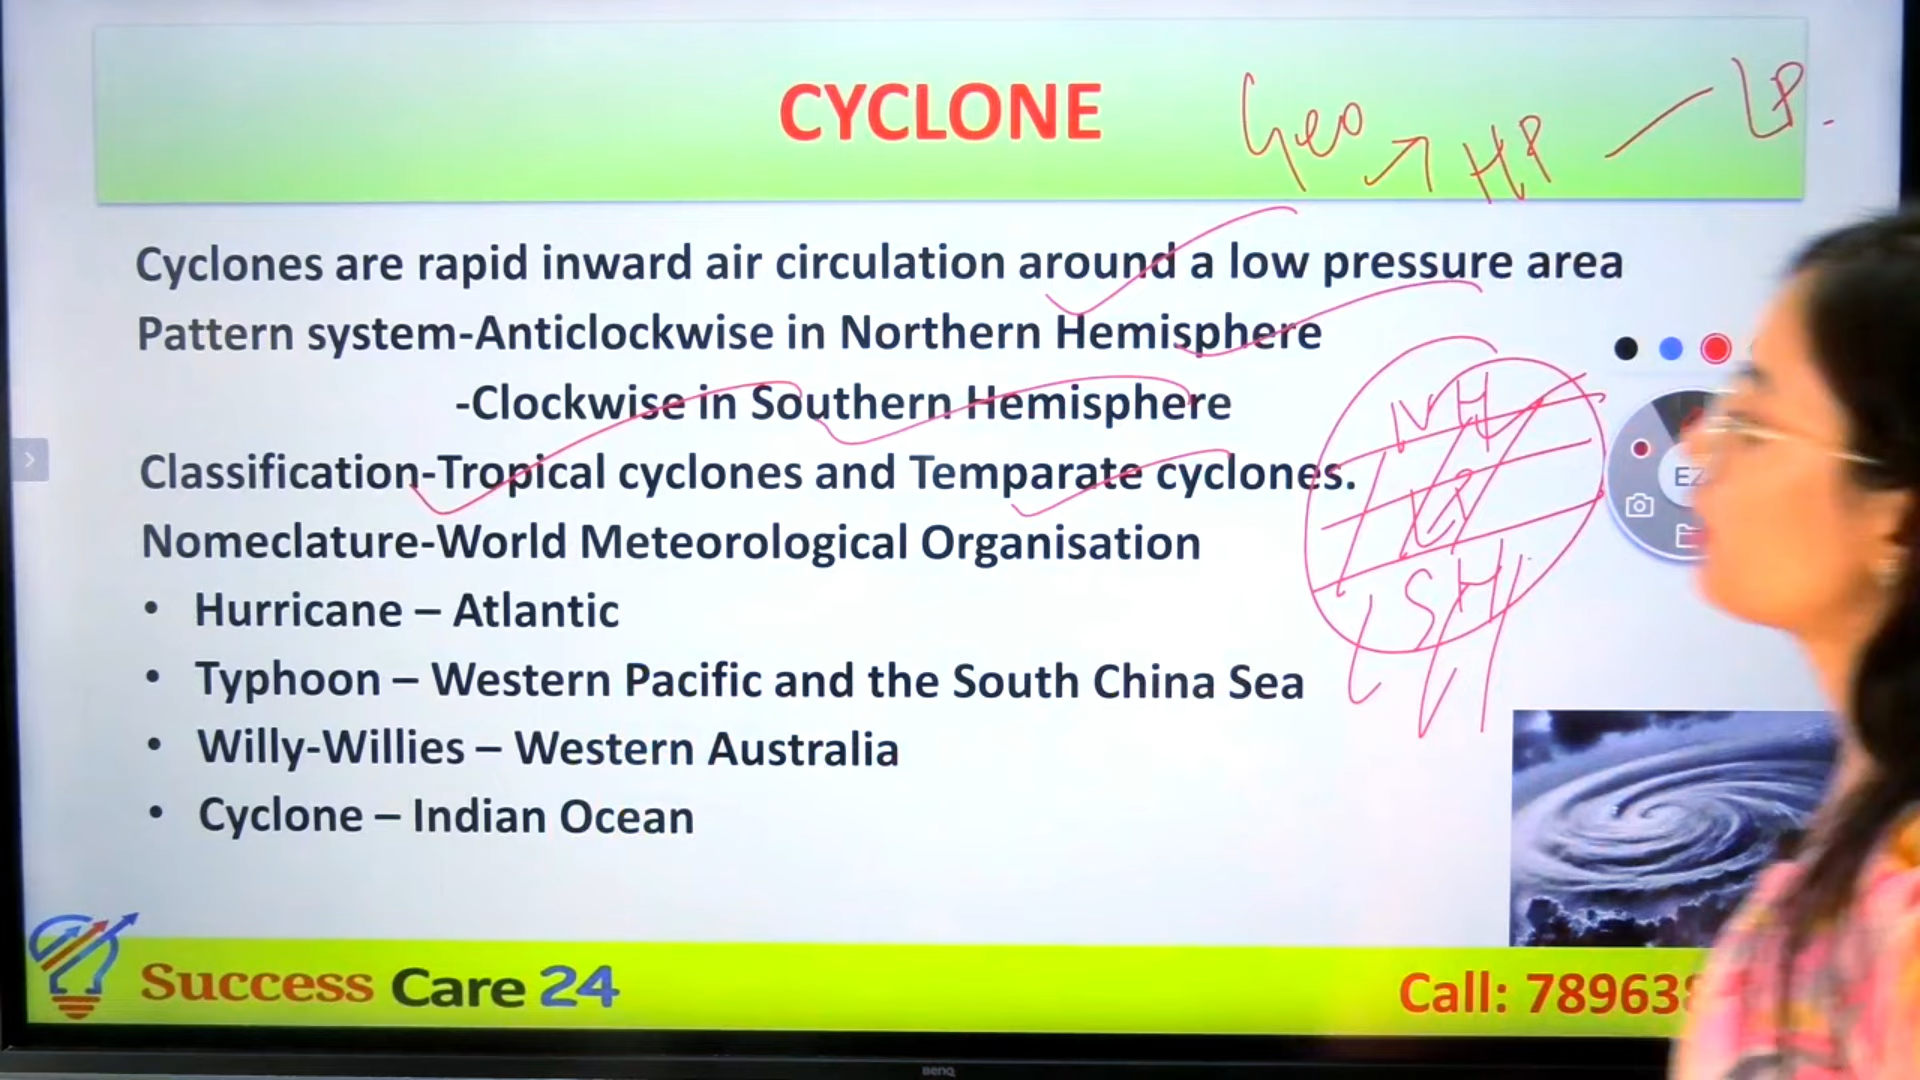 CYCLONE
Geo → HP — LP.
Cyclones are rapid inward air circulation around a low pressure area
Pattern system-Anticlockwise in Northern Hemisphere
-Clockwise in Southern Hemisphere
NH
Classification-Tropical cyclones and Temparate cyclones.
EZ
Nomeclature-World Meteorological Organisation
SH
• Hurricane – Atlantic
• Typhoon – Western Pacific and the South China Sea
• Willy-Willies – Western Australia
• Cyclone – Indian Ocean
Success Care 24
Call: 78963
BenQ